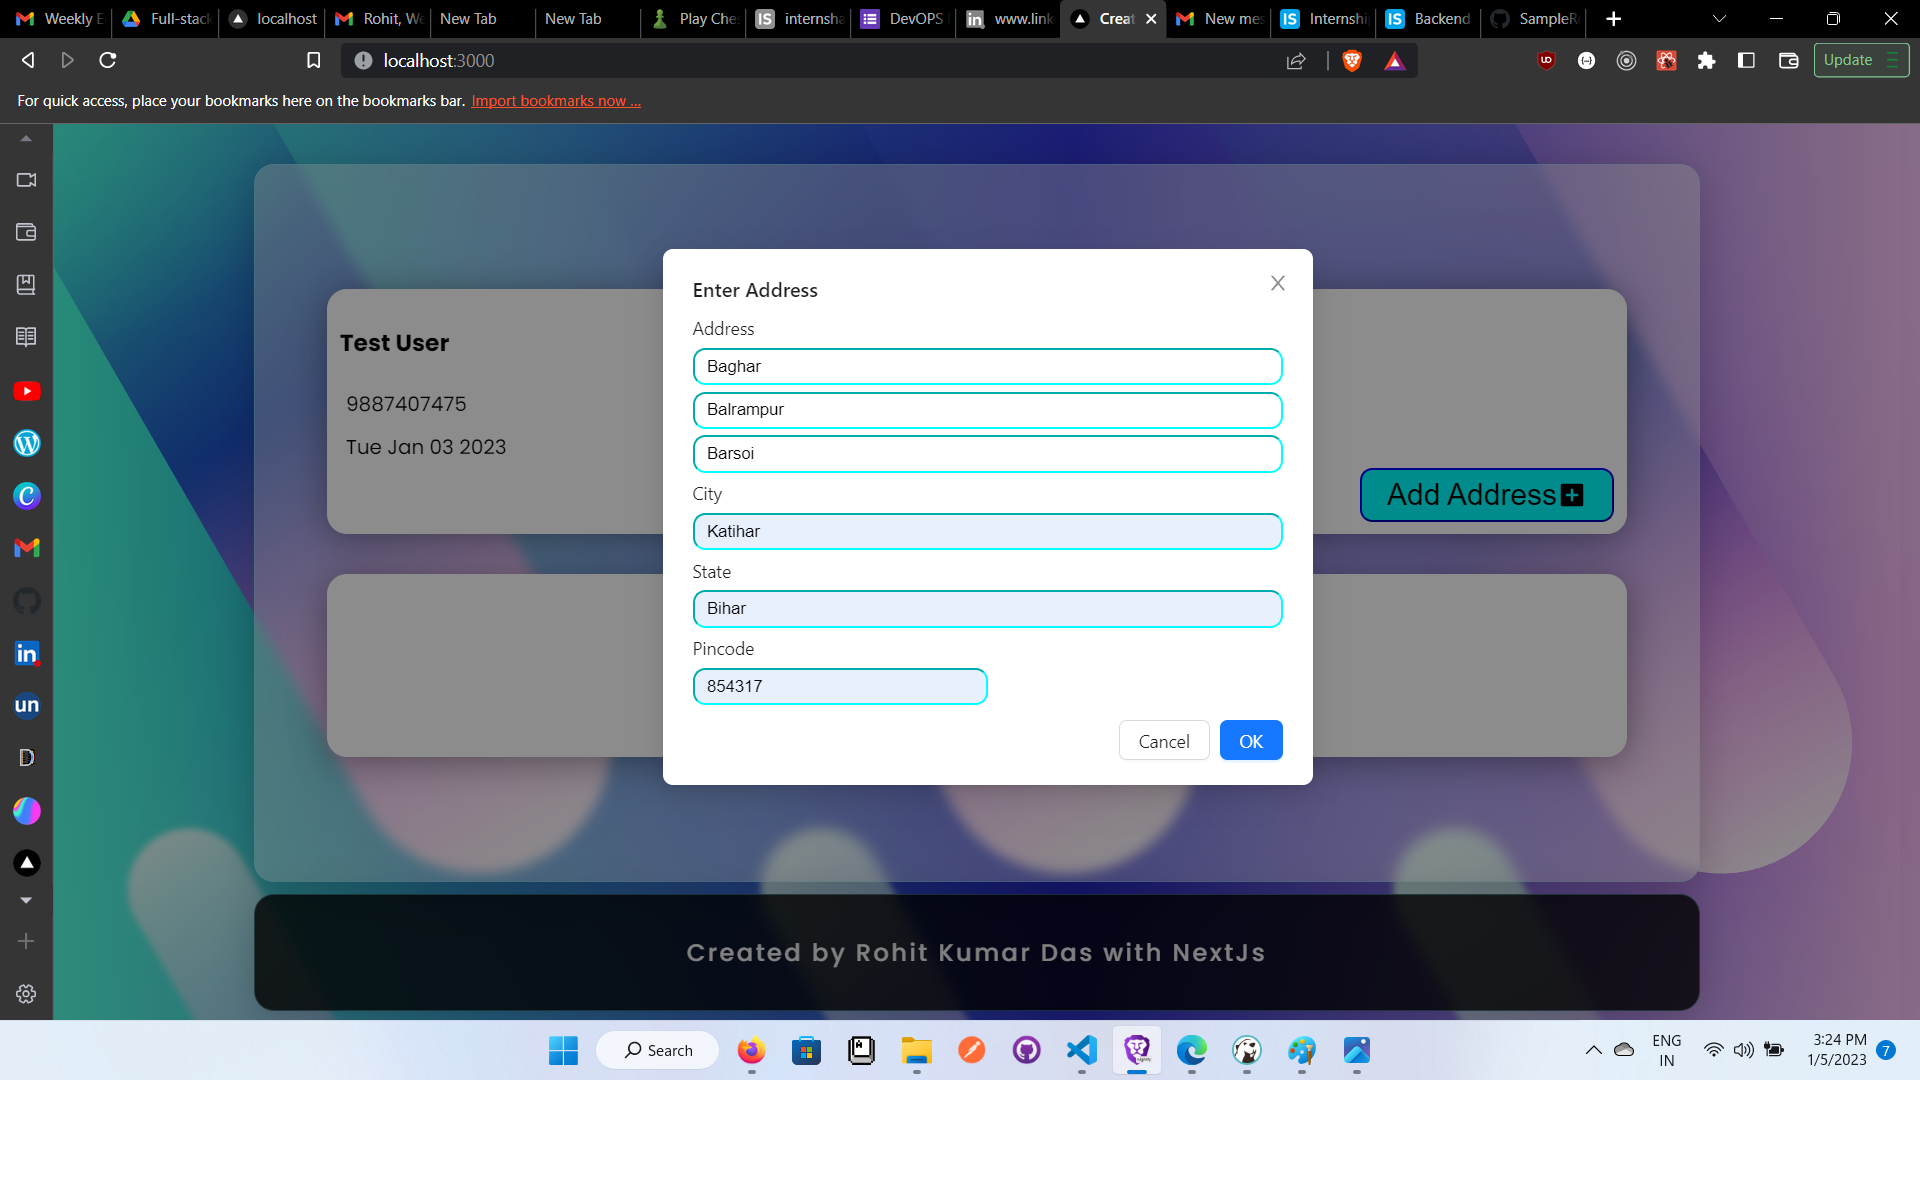 Weekly E
Full-stack
localhost
Rohit, We
New Tab
New Tab
Play Che
internsha
DevOPS
www.link
Creat
New mes
Internshi
Backend
SampleR
localhost:3000
Update
For quick access, place your bookmarks here on the bookmarks bar. Import bookmarks now ...
Enter Address
Address
Baghar
Balrampur
Barsoi
City
Katihar
State
Bihar
Pincode
854317
Cancel
OK
Test User
9887407475
Tue Jan 03 2023
Add Address
Created by Rohit Kumar Das with NextJs
Search
ENG
IN
3:24 PM
1/5/2023
7